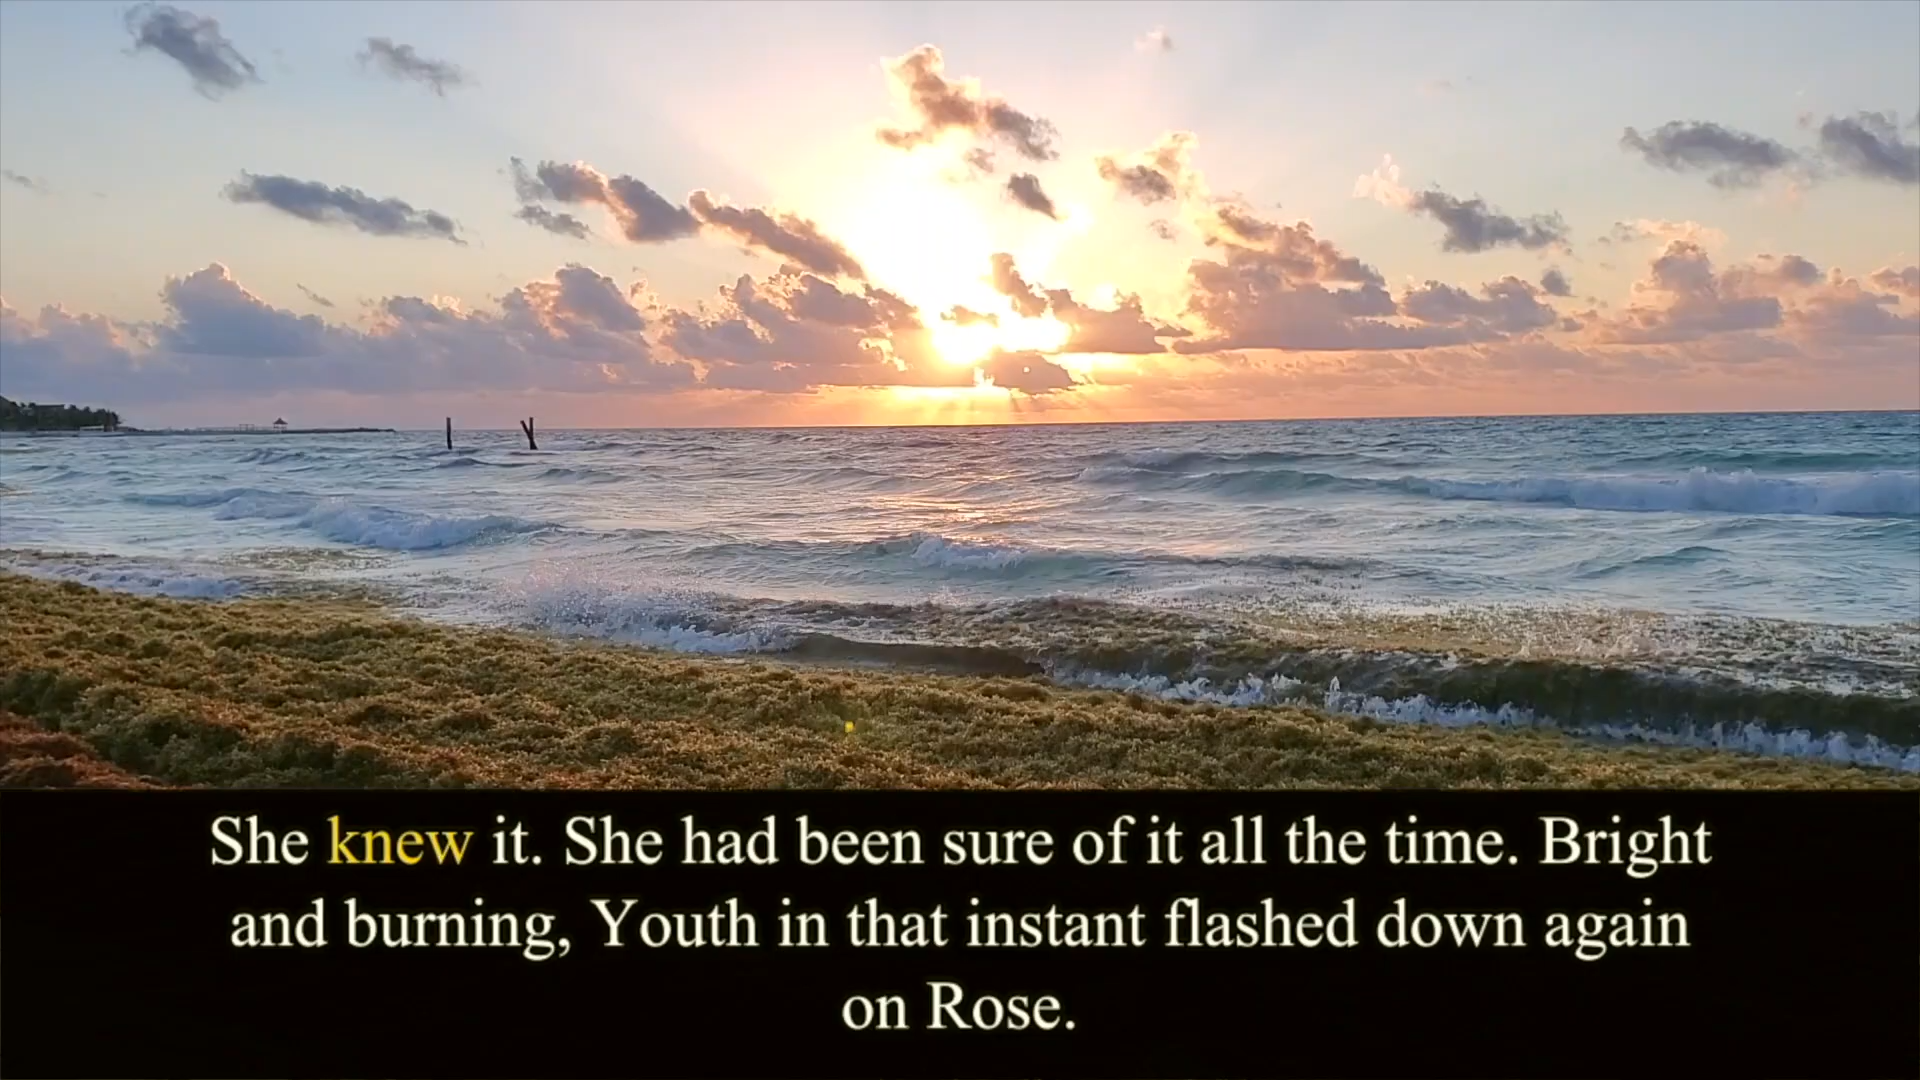 She knew it. She had been sure of it all the time. Bright
and burning, Youth in that instant flashed down again
on Rose.